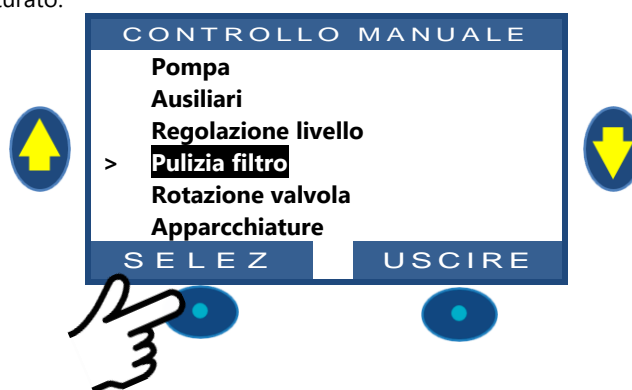 CONTROLLO MANUALE
Pompa
Ausiliari
Regolazione livello
> Pulizia filtro
Rotazione valvola
Apparcchiature
SELEZ USCIRE